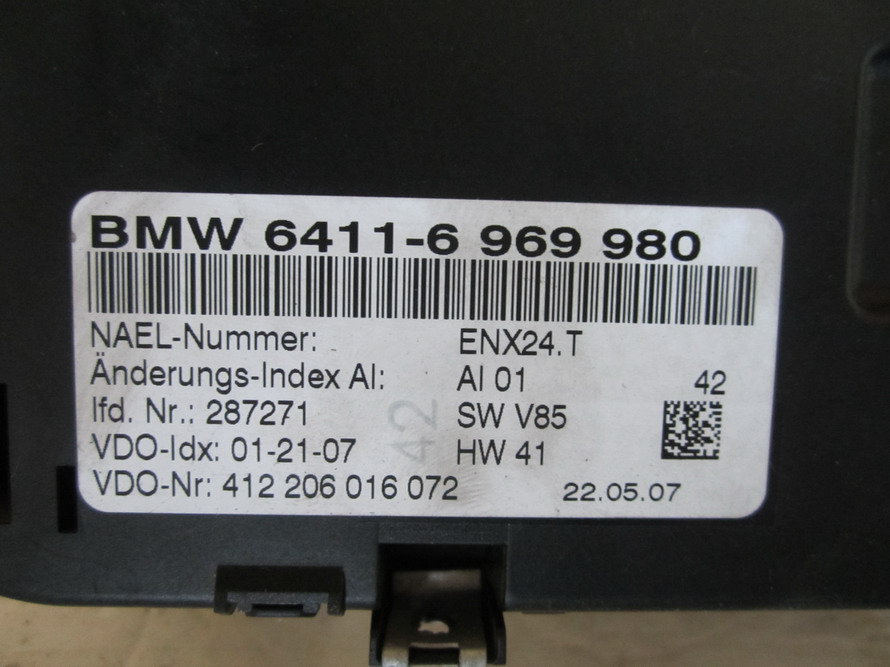 BMW 6411-6 969 980
NAEL-Nummer: ENX24.T
Änderungs-Index AI: AI 01 42
lfd. Nr.: 287271 SW V85
42
VDO-Idx: 01-21-07 HW 41
VDO-Nr: 412 206 016 072 22.05.07